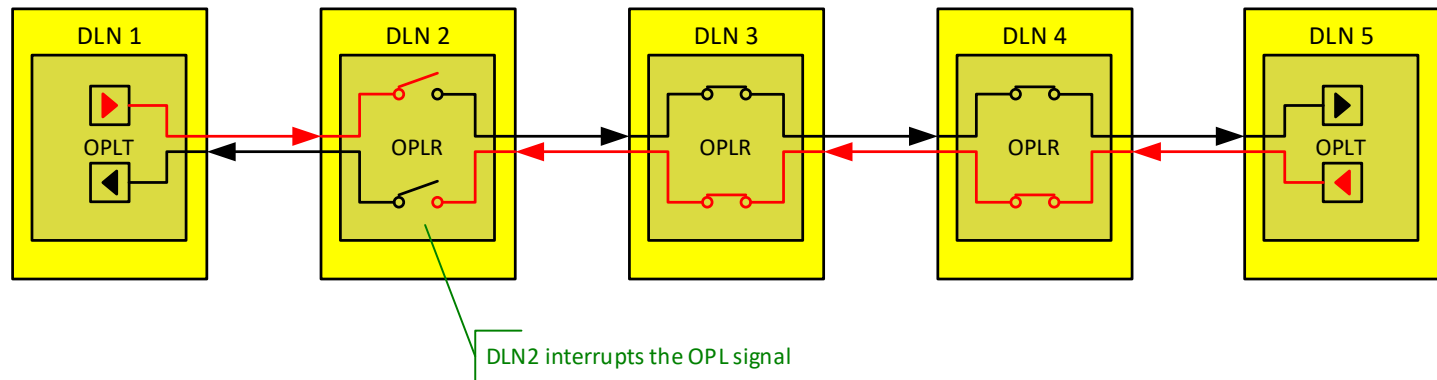 DLN 1
DLN 2
DLN 3
DLN 4
DLN 5
OPLT
OPLR
OPLR
OPLR
OPLT
DLN2 interrupts the OPL signal